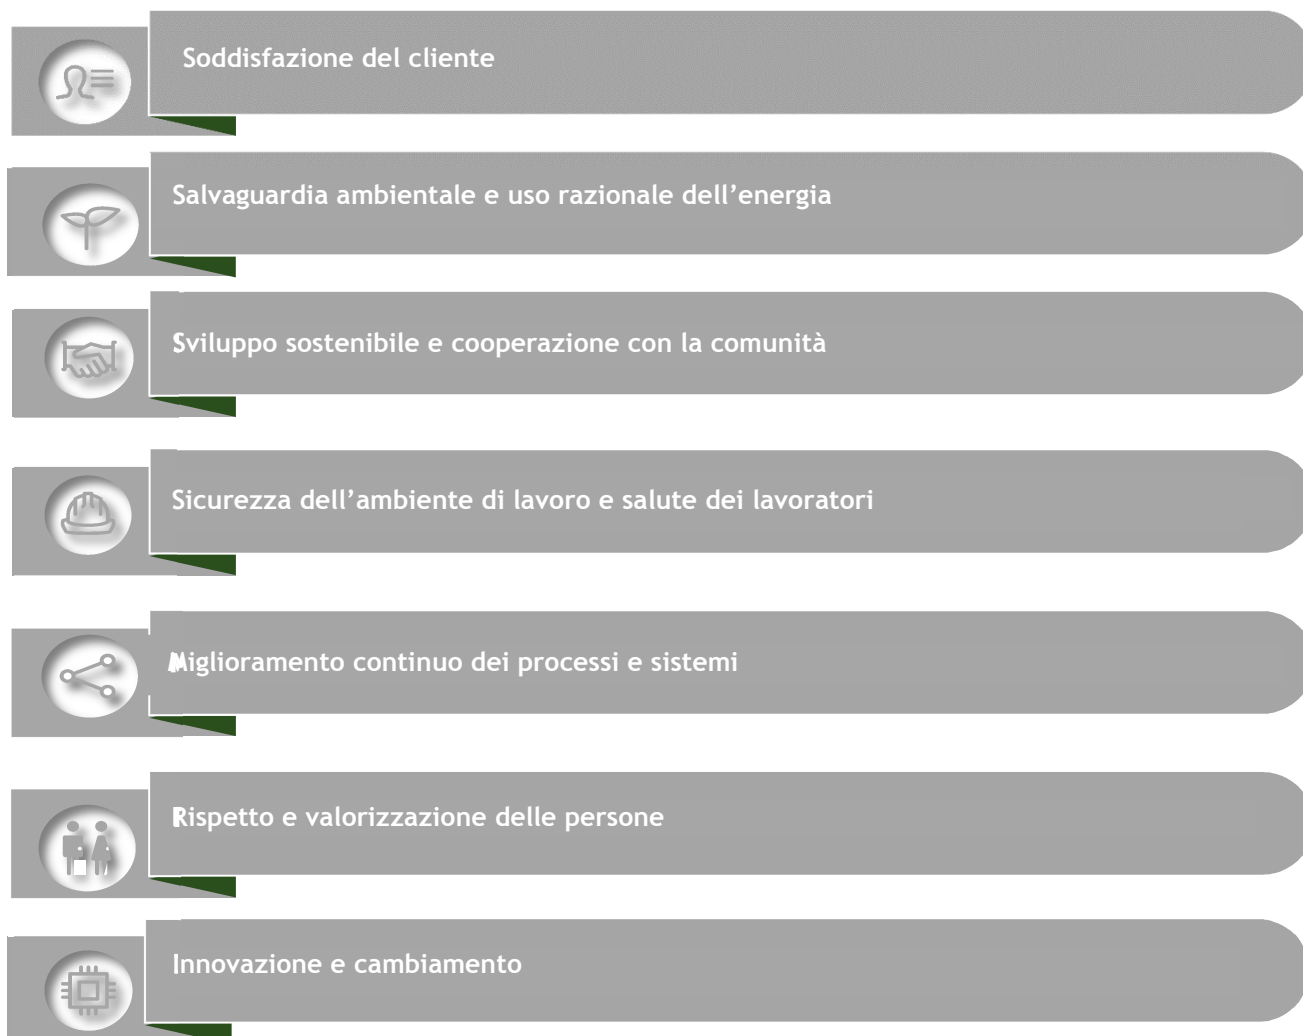 Soddisfazione del cliente
Salvaguardia ambientale e uso razionale dell’energia
Sviluppo sostenibile e cooperazione con la comunità
Sicurezza dell’ambiente di lavoro e salute dei lavoratori
Miglioramento continuo dei processi e sistemi
Rispetto e valorizzazione delle persone
Innovazione e cambiamento